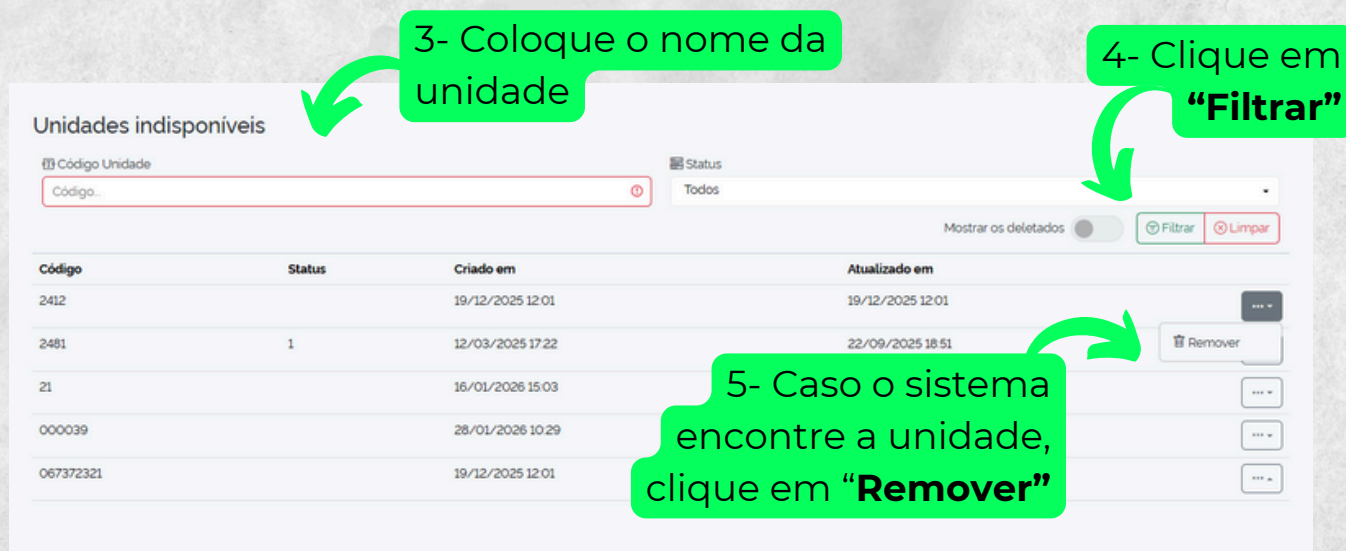 3- Coloque o nome da
unidade
4- Clique em
“Filtrar”
Unidades indisponíveis
Código Unidade
Status
Código...
Todos
Mostrar os deletados
Filtrar
Limpar
Código Status Criado em Atualizado em
2412 19/12/2025 12:01 19/12/2025 12:01
2481 1 12/03/2025 17:22 22/09/2025 18:51
Remover
21 16/01/2026 15:03
000039 28/01/2026 10:29
067372321 19/12/2025 12:01
5- Caso o sistema
encontre a unidade,
clique em “Remover”